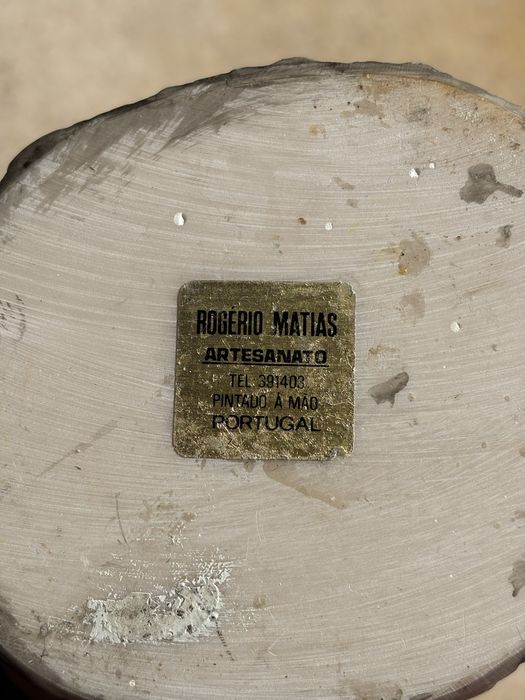 ROGÉRIO MATIAS
ARTESANATO
TEL. 391403
PINTADO Á MÃO
PORTUGAL